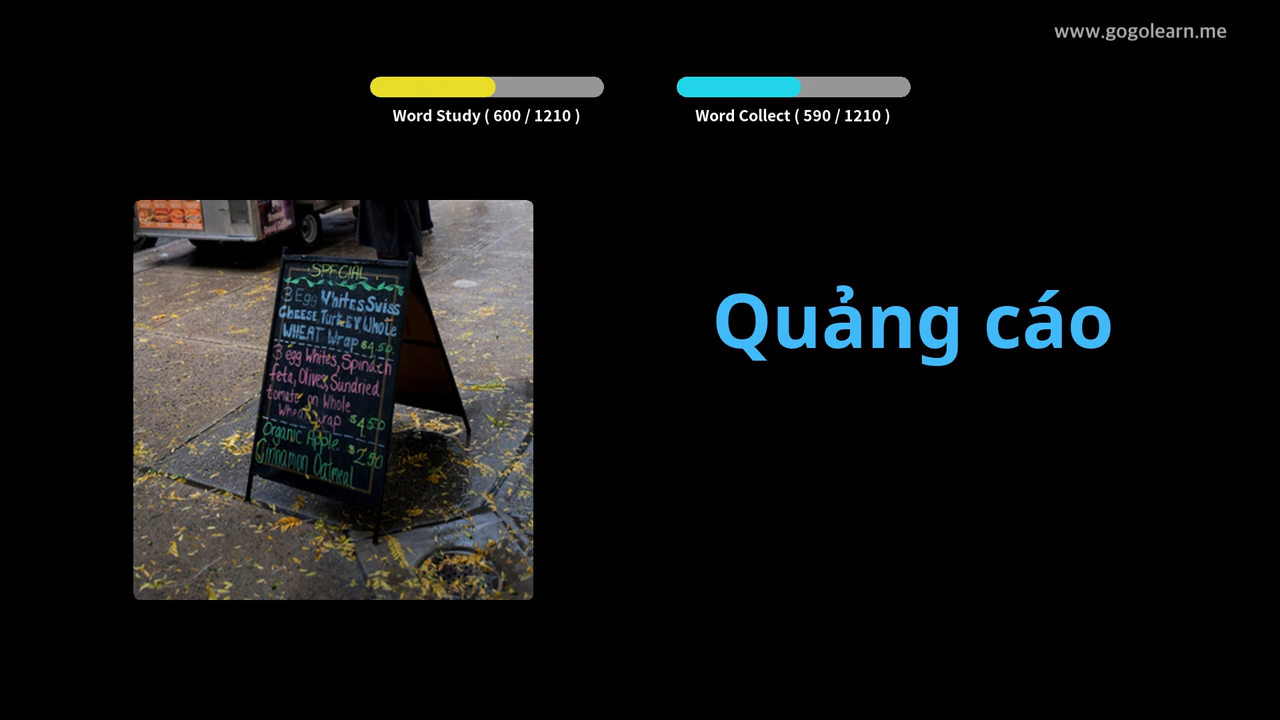 www.gogolearn.me
Word Study ( 600 / 1210 )
Word Collect ( 590 / 1210 )
SPECIAL
3 Egg Whites, Swiss
Cheese, Turkey Whole
WHEAT Wrap $4.50
3 egg Whites, Spinach
feta, Olives, Sundried
tomato on Whole
Wheat Wrap $4.50
Organic Apple
Cinnamon Oatmeal $2.50
Quảng cáo